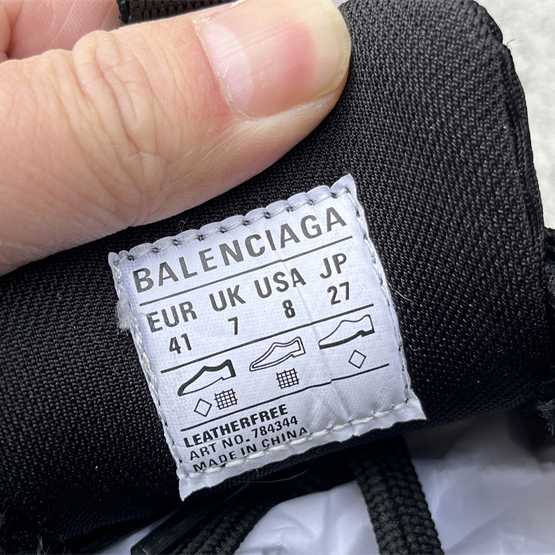 BALENCIAGA
EUR UK USA JP
41 7 8 27
LEATHERFREE
ART NO. 784344
MADE IN CHINA